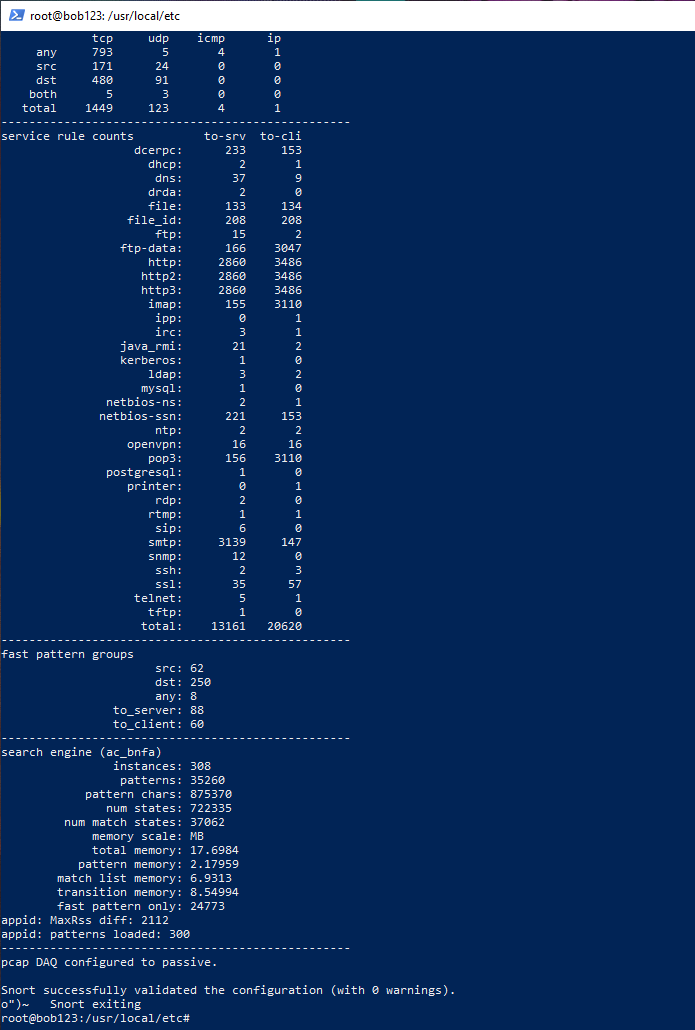 root@bob123: /usr/local/etc
tcp udp icmp ip
any 793 5 4 1
src 171 24 0 0
dst 480 91 0 0
both 5 3 0 0
total 1449 123 4 1
--------------------------------------------------
service rule counts to-srv to-cli
dcerpc: 233 153
dhcp: 2 1
dns: 37 9
drda: 2 0
file: 133 134
file_id: 208 208
ftp: 15 2
ftp-data: 166 3047
http: 2860 3486
http2: 2860 3486
http3: 2860 3486
imap: 155 3110
ipp: 0 1
irc: 3 1
java_rmi: 21 2
kerberos: 1 0
ldap: 3 2
mysql: 1 0
netbios-ns: 2 1
netbios-ssn: 221 153
ntp: 2 2
openvpn: 16 16
pop3: 156 3110
postgresql: 1 0
printer: 0 1
rdp: 2 0
rtmp: 1 1
sip: 6 0
smtp: 3139 147
snmp: 12 0
ssh: 2 3
ssl: 35 57
telnet: 5 1
tftp: 1 0
total: 13161 20620
--------------------------------------------------
fast pattern groups
src: 62
dst: 250
any: 8
to_server: 88
to_client: 60
--------------------------------------------------
search engine (ac_bnfa)
instances: 308
patterns: 35260
pattern chars: 875370
num states: 722335
num match states: 37062
memory scale: MB
total memory: 17.6984
pattern memory: 2.17959
match list memory: 6.9313
transition memory: 8.54994
fast pattern only: 24773
appid: MaxRss diff: 2112
appid: patterns loaded: 300
--------------------------------------------------
pcap DAQ configured to passive.
Snort successfully validated the configuration (with 0 warnings).
o")~ Snort exiting
root@bob123:/usr/local/etc#